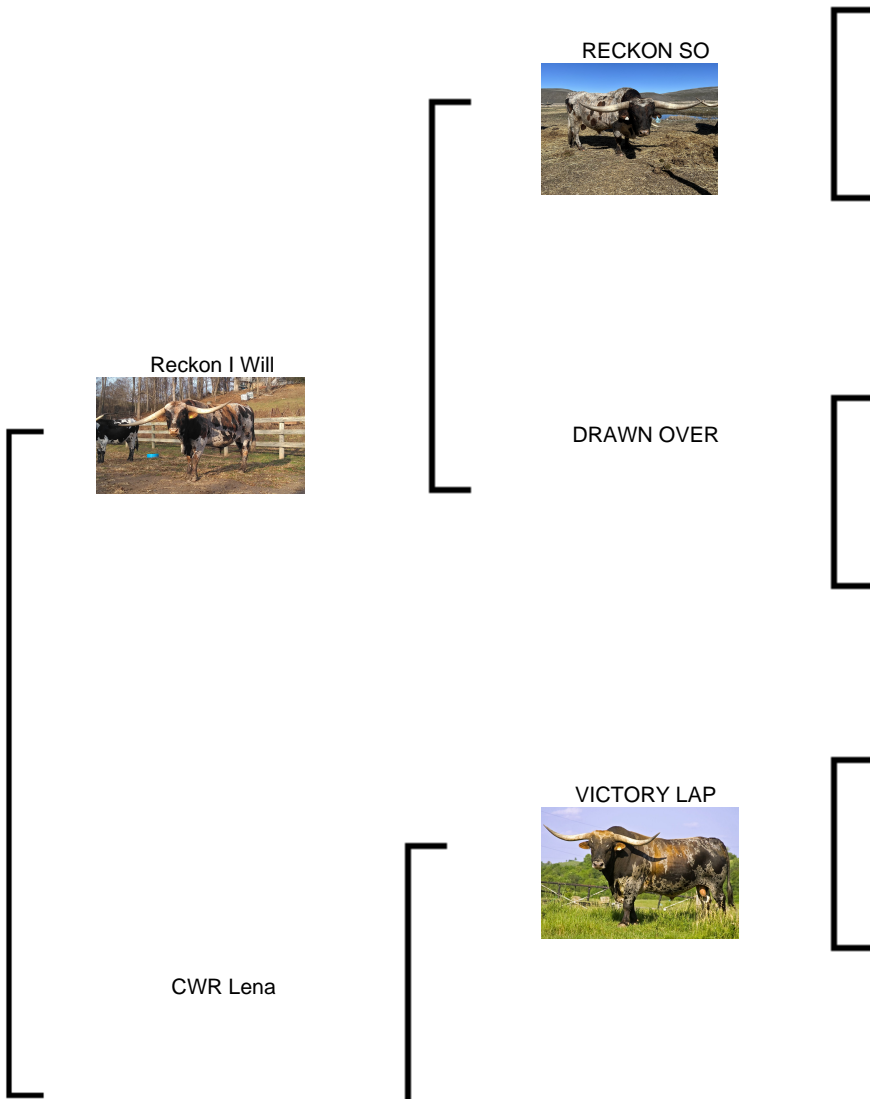 RECKON SO
Reckon I Will
DRAWN OVER
VICTORY LAP
CWR Lena